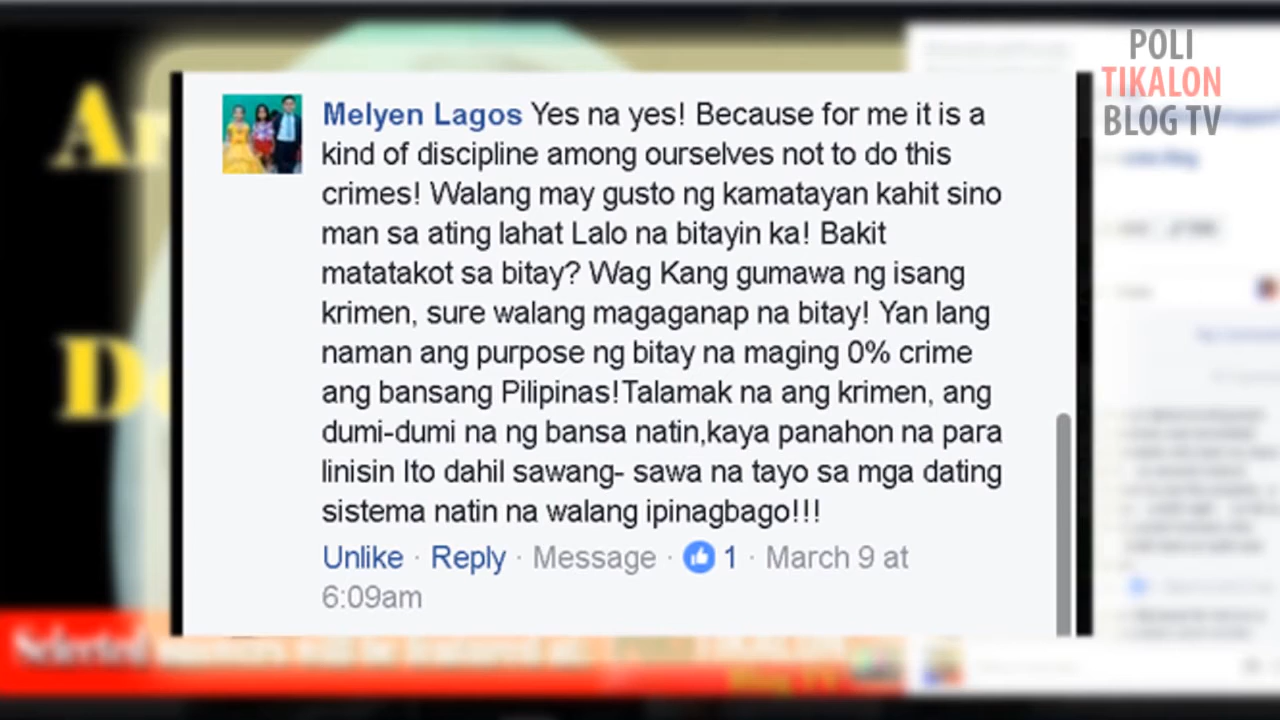 POLI
TIKALON
BLOG TV
Melyen Lagos Yes na yes! Because for me it is a
kind of discipline among ourselves not to do this
crimes! Walang may gusto ng kamatayan kahit sino
man sa ating lahat Lalo na bitayin ka! Bakit
matatakot sa bitay? Wag Kang gumawa ng isang
krimen, sure walang magaganap na bitay! Yan lang
naman ang purpose ng bitay na maging 0% crime
ang bansang Pilipinas!Talamak na ang krimen, ang
dumi-dumi na ng bansa natin,kaya panahon na para
linisin Ito dahil sawang- sawa na tayo sa mga dating
sistema natin na walang ipinagbago!!!
Unlike · Reply · Message · 1 · March 9 at
6:09am
Selected